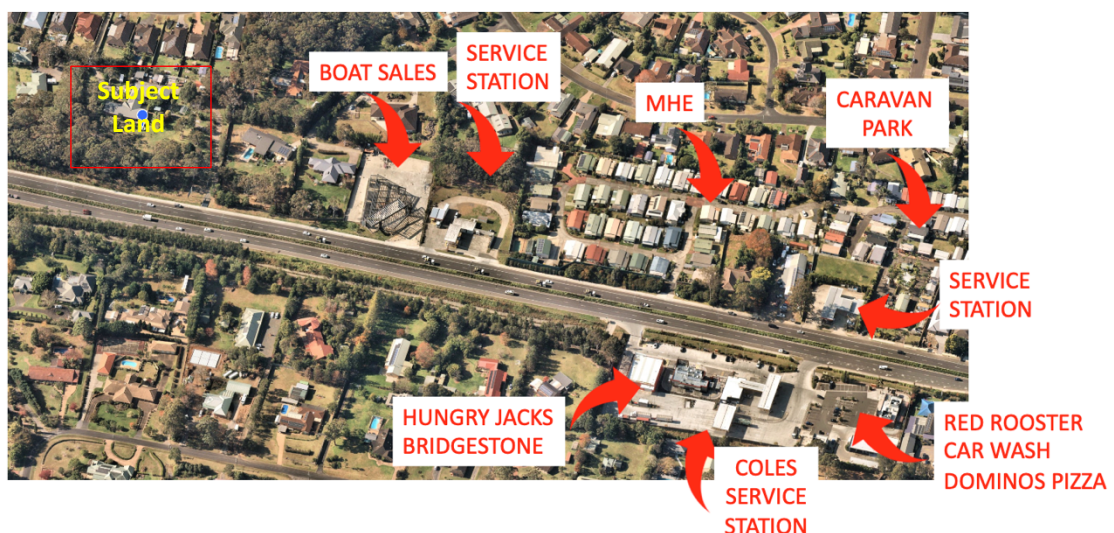 Subject
Land
BOAT SALES
SERVICE
STATION
MHE
CARAVAN
PARK
SERVICE
STATION
HUNGRY JACKS
BRIDGESTONE
COLES
SERVICE
STATION
RED ROOSTER
CAR WASH
DOMINOS PIZZA